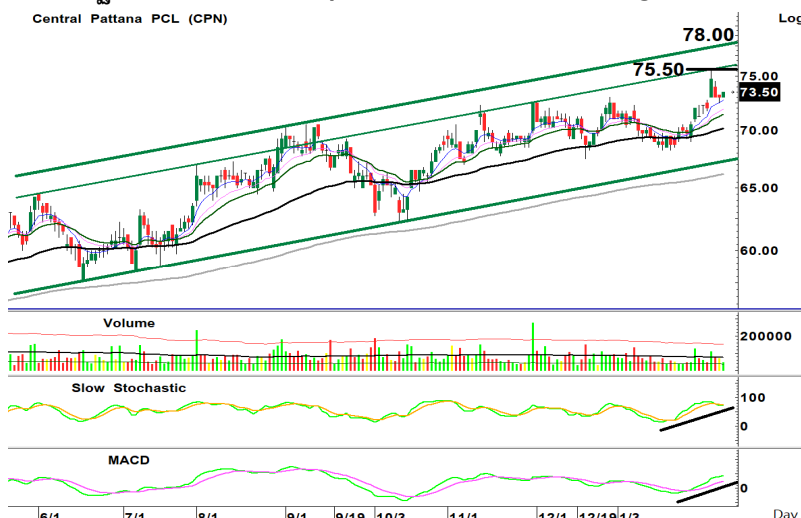 Central Pattana PCL (CPN)
Log
78.00
75.50
75.00
73.50
70.00
65.00
60.00
Volume
200000
Slow Stochastic
100
0
MACD
0
6/1 7/1 8/1 9/1 9/19 10/3 11/1 12/1 12/19 1/3 Day